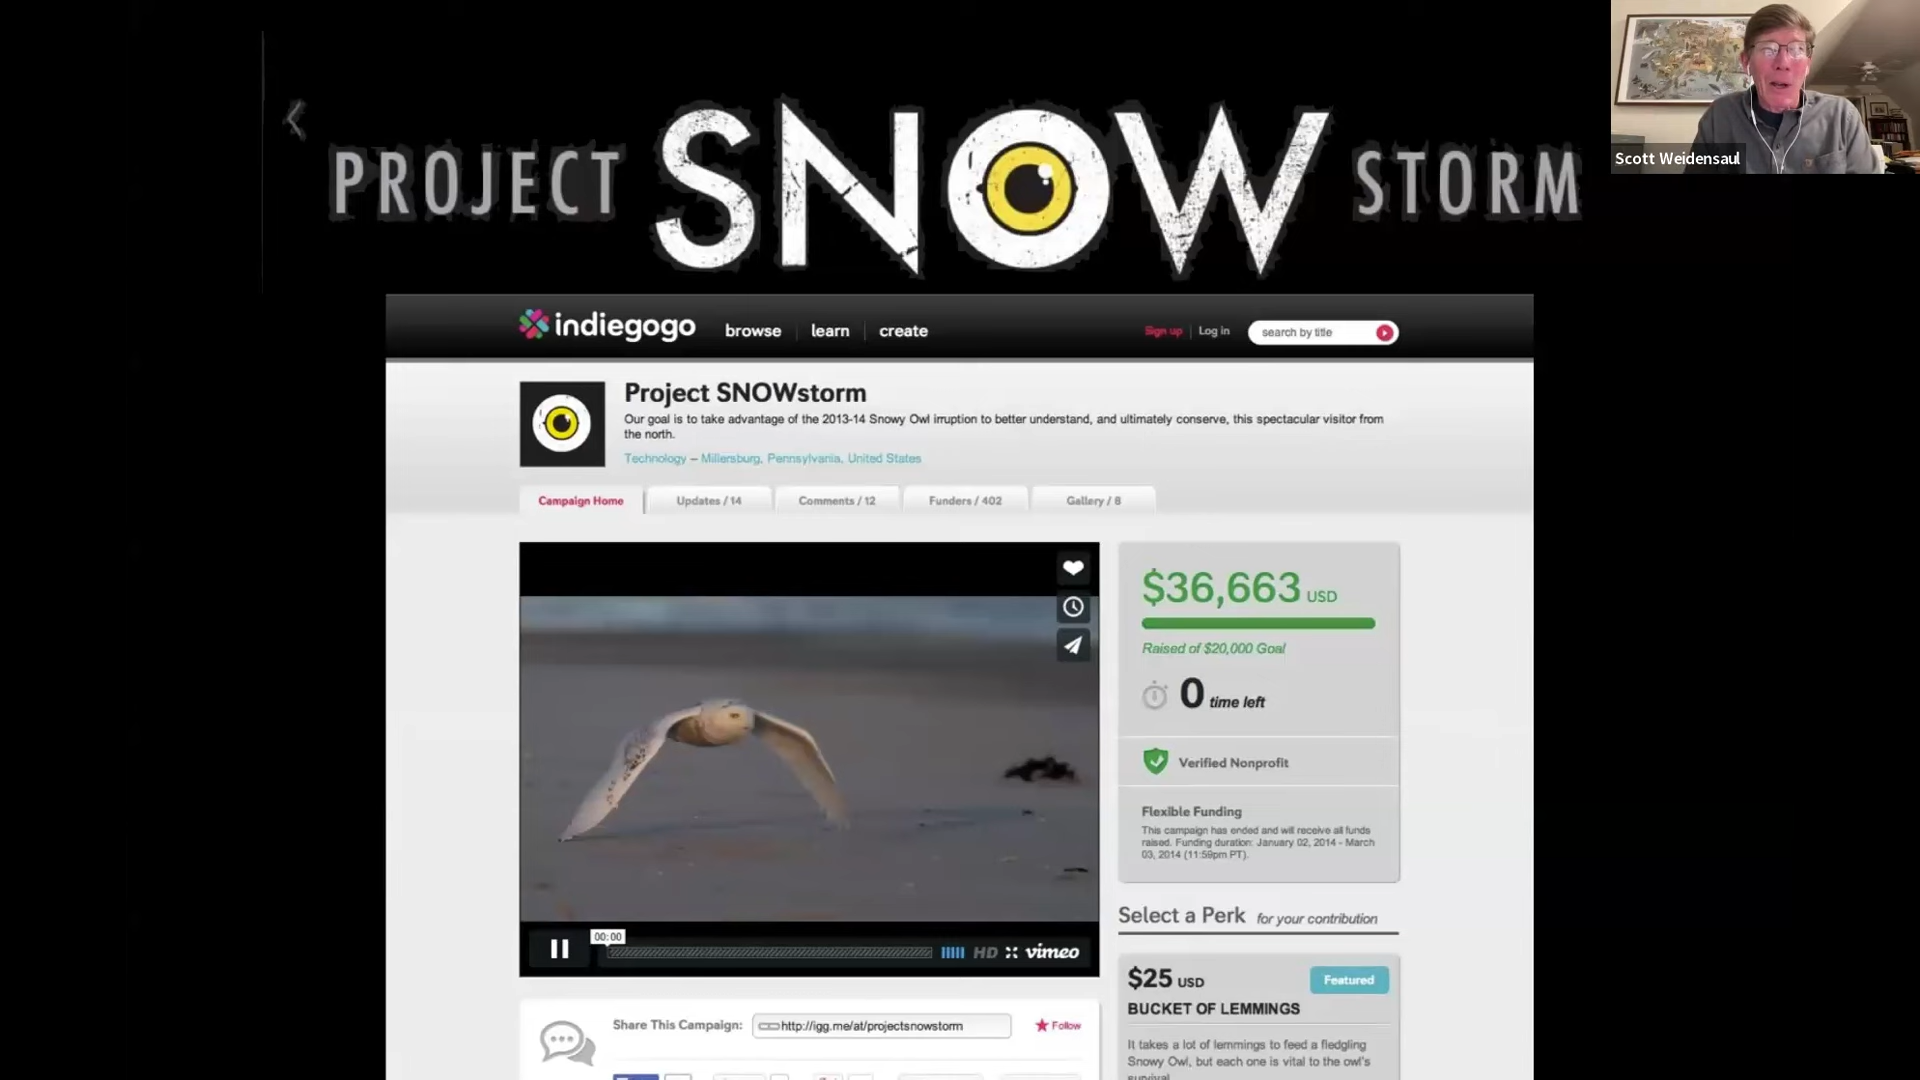 PROJECT SNOW STORM
Scott Weidensaul
indiegogo browse learn create Sign up Log in search by title
Project SNOWstorm
Our goal is to take advantage of the 2013-14 Snowy Owl irruption to better understand, and ultimately conserve, this spectacular visitor from
the north.
Technology – Millersburg, Pennsylvania, United States
Campaign Home Updates / 14 Comments / 12 Funders / 402 Gallery / 8
$36,663 USD
Raised of $20,000 Goal
0 time left
Verified Nonprofit
Flexible Funding
This campaign has ended and will receive all funds
raised. Funding duration: January 02, 2014 - March
03, 2014 (11:59pm PT).
00:00
HD vimeo
Select a Perk for your contribution
$25 USD Featured
BUCKET OF LEMMINGS
It takes a lot of lemmings to feed a fledgling
Snowy Owl, but each one is vital to the owl's
survival.
Share This Campaign: http://igg.me/at/projectsnowstorm Follow